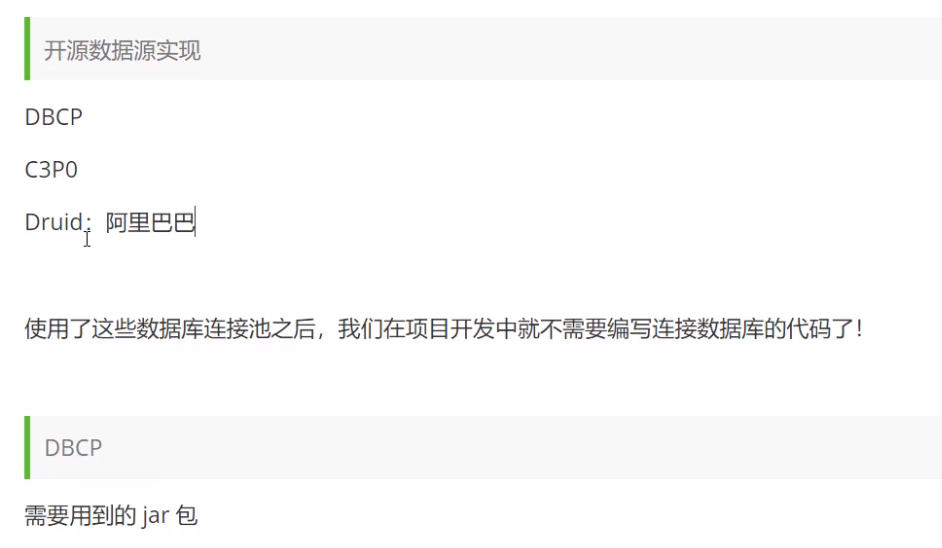 开源数据源实现
DBCP
C3P0
Druid：阿里巴巴
使用了这些数据库连接池之后，我们在项目开发中就不需要编写连接数据库的代码了！
DBCP
需要用到的 jar 包